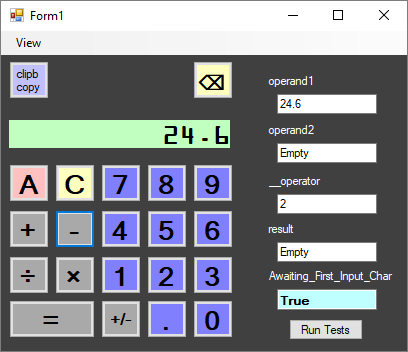 Form1
View
clipb
copy
⌫
24.6
A C 7 8 9
+ - 4 5 6
÷ × 1 2 3
= +/- . 0
operand1
24.6
operand2
Empty
__operator
2
result
Empty
Awaiting_First_Input_Char
True
Run Tests